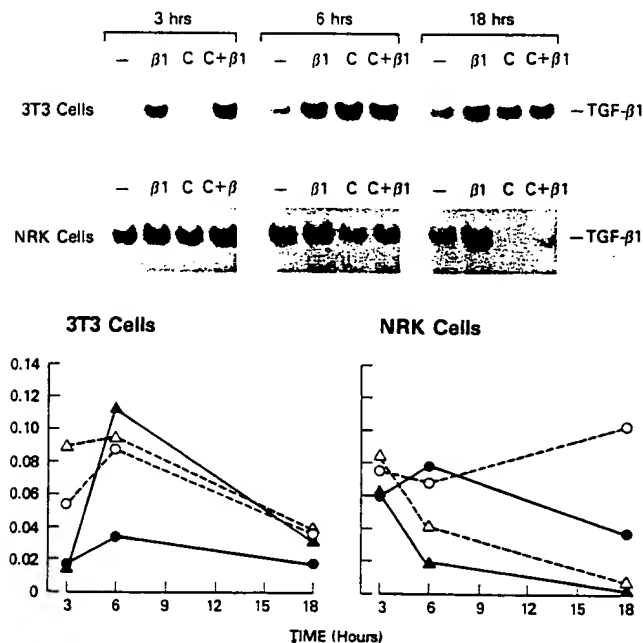 3 hrs 6 hrs 18 hrs
– β1 C C+β1 – β1 C C+β1 – β1 C C+β1
3T3 Cells –TGF-β1
– β1 C C+β – β1 C C+β1 – β1 C C+β1
NRK Cells –TGF-β1
3T3 Cells NRK Cells
0.14
0.12
0.10
0.08
0.06
0.04
0.02
0
3 6 9 12 15 18 3 6 9 12 15 18
TIME (Hours)